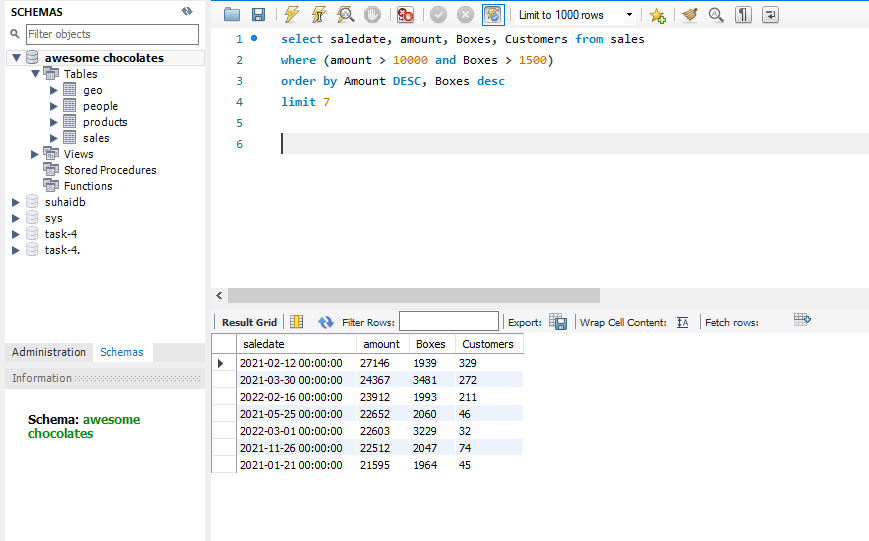 SCHEMAS
Filter objects
awesome chocolates
Tables
geo
people
products
sales
Views
Stored Procedures
Functions
suhaidb
sys
task-4
task-4.
Administration Schemas
Information
Schema: awesome
chocolates
Limit to 1000 rows
1 select saledate, amount, Boxes, Customers from sales
2 where (amount > 10000 and Boxes > 1500)
3 order by Amount DESC, Boxes desc
4 limit 7
5
6
Result Grid Filter Rows: Export: Wrap Cell Content: IA Fetch rows:
saledate amount Boxes Customers
2021-02-12 00:00:00 27146 1939 329
2021-03-30 00:00:00 24367 3481 272
2022-02-16 00:00:00 23912 1993 211
2021-05-25 00:00:00 22652 2060 46
2022-03-01 00:00:00 22603 3229 32
2021-11-26 00:00:00 22512 2047 74
2021-01-21 00:00:00 21595 1964 45